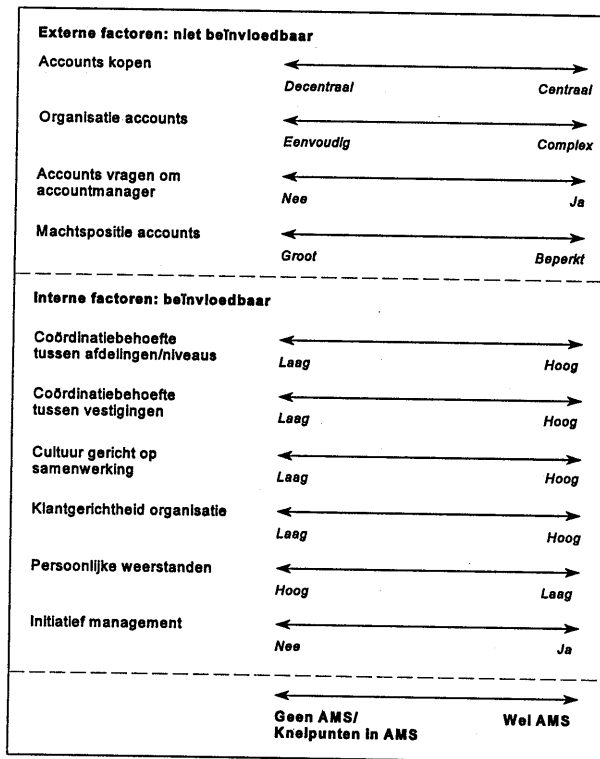 Externe factoren: niet beïnvloedbaar
Accounts kopen
Decentraal Centraal
Organisatie accounts
Eenvoudig Complex
Accounts vragen om
accountmanager
Nee Ja
Machtspositie accounts
Groot Beperkt
Interne factoren: beïnvloedbaar
Coördinatiebehoefte
tussen afdelingen/niveaus
Laag Hoog
Coördinatiebehoefte
tussen vestigingen
Laag Hoog
Cultuur gericht op
samenwerking
Laag Hoog
Klantgerichtheid organisatie
Laag Hoog
Persoonlijke weerstanden
Hoog Laag
Initiatief management
Nee Ja
Geen AMS/ Wel AMS
Knelpunten in AMS